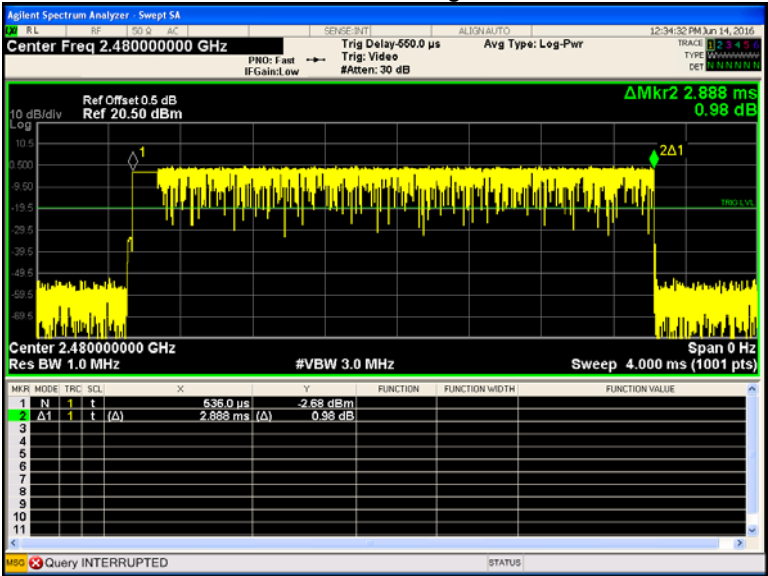 Agilent Spectrum Analyzer - Swept SA
RL RF 50 Ω AC SENSE:INT ALIGNAUTO 12:34:32 PM Jun 14, 2016
Center Freq 2.480000000 GHz
Trig Delay-550.0 µs Avg Type: Log-Pwr TRACE 1 2 3 4 5 6
PNO: Fast Trig: Video TYPE WWWWWW
IFGain:Low #Atten: 30 dB DET N N N N N N
ΔMkr2 2.888 ms
0.98 dB
Ref Offset 0.5 dB
10 dB/div Ref 20.50 dBm
Log
10.5
1
2Δ1
0.500
-9.50
-19.5
TRIG LVL
-29.5
-39.5
-49.5
-59.5
-69.5
Center 2.480000000 GHz Span 0 Hz
Res BW 1.0 MHz #VBW 3.0 MHz Sweep 4.000 ms (1001 pts)
MKR MODE TRC SCL X Y FUNCTION FUNCTION WIDTH FUNCTION VALUE
1 N 1 t 536.0 µs -2.68 dBm
2 Δ1 1 t (Δ) 2.888 ms (Δ) 0.98 dB
3
4
5
6
7
8
9
10
11
MSG Query INTERRUPTED STATUS